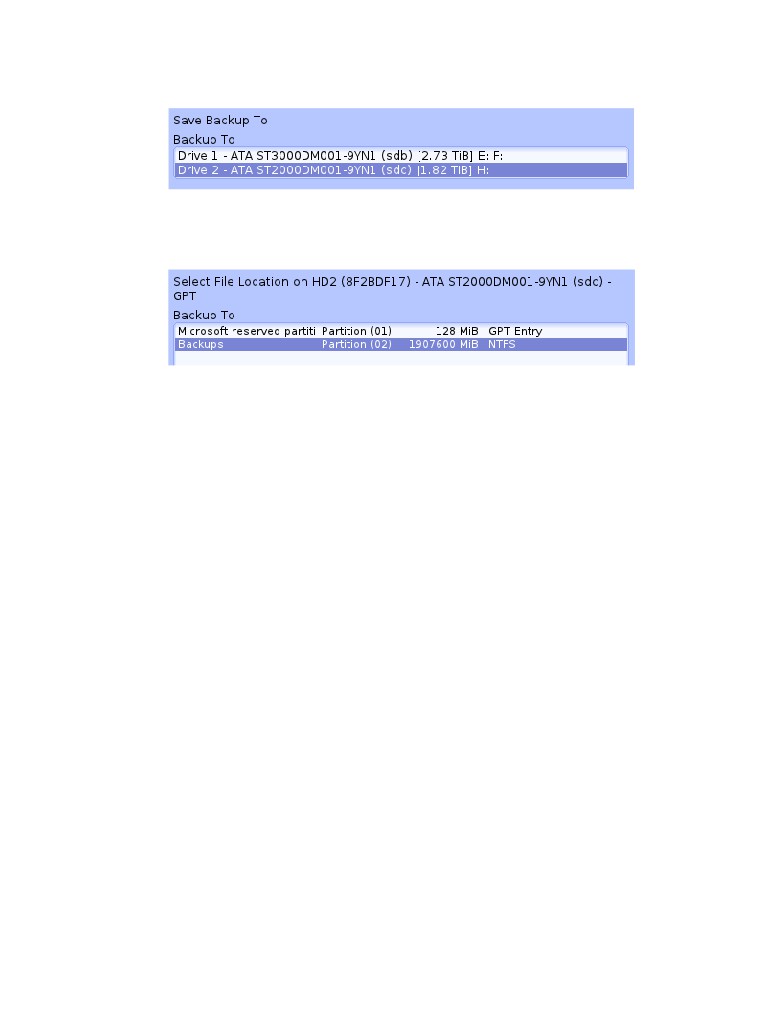 Save Backup To
Backup To
Drive 1 - ATA ST3000DM001-9YN1 (sdb) [2.73 TiB] E: F:
Drive 2 - ATA ST2000DM001-9YN1 (sdc) [1.82 TiB] H:
Select File Location on HD2 (8F2BDF17) - ATA ST2000DM001-9YN1 (sdc) -
GPT
Backup To
Microsoft reserved partiti Partition (01) 128 MiB GPT Entry
Backups Partition (02) 1907600 MiB NTFS